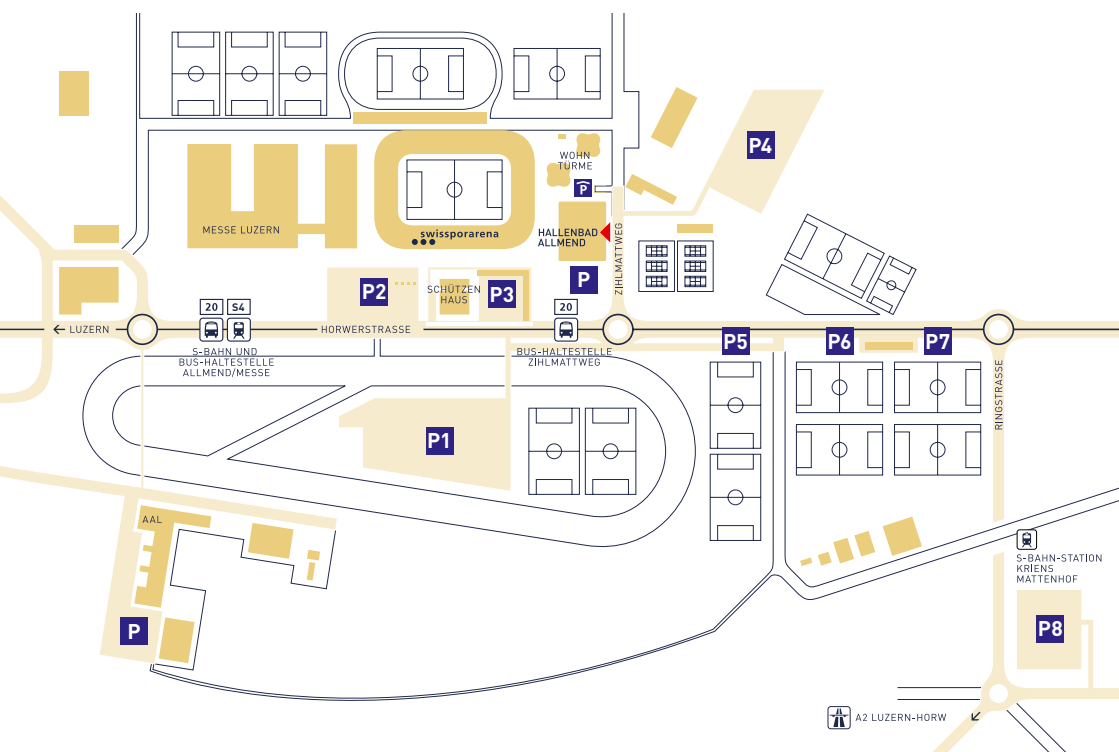 P4
WOHN
TÜRME
P
MESSE LUZERN
swissporarena
HALLENBAD
ALLMEND
ZIHLMATTWEG
P2
SCHÜTZEN
HAUS
P3
P
20 S4
20
← LUZERN
HORWERSTRASSE
S-BAHN UND
BUS-HALTESTELLE
ALLMEND/MESSE
BUS-HALTESTELLE
ZIHLMATTWEG
P5
P6
P7
RINGSTRASSE
P1
AAL
S-BAHN-STATION
KRIENS
MATTENHOF
P
P8
A2 LUZERN-HORW